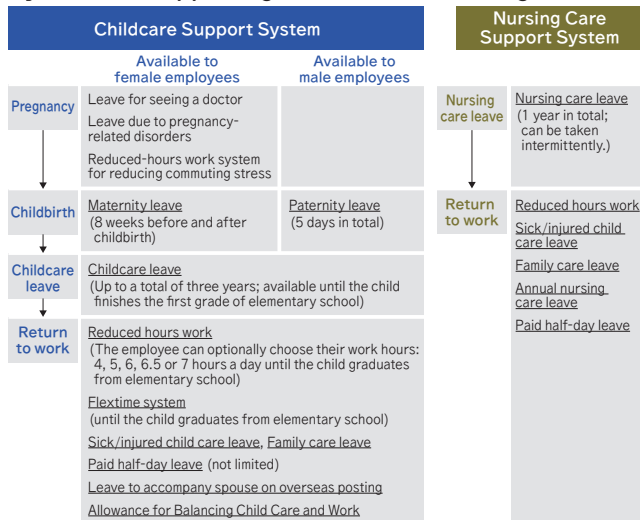 Childcare Support System
Available to
female employees
Available to
male employees
Pregnancy
Leave for seeing a doctor
Leave due to pregnancy-
related disorders
Reduced-hours work system
for reducing commuting stress
Childbirth
Maternity leave
(8 weeks before and after
childbirth)
Paternity leave
(5 days in total)
Childcare
leave
Childcare leave
(Up to a total of three years; available until the child
finishes the first grade of elementary school)
Return
to work
Reduced hours work
(The employee can optionally choose their work hours:
4, 5, 6, 6.5 or 7 hours a day until the child graduates
from elementary school)
Flextime system
(until the child graduates from elementary school)
Sick/injured child care leave, Family care leave
Paid half-day leave (not limited)
Leave to accompany spouse on overseas posting
Allowance for Balancing Child Care and Work
Nursing Care
Support System
Nursing
care leave
Nursing care leave
(1 year in total;
can be taken
intermittently.)
Return
to work
Reduced hours work
Sick/injured child
care leave
Family care leave
Annual nursing
care leave
Paid half-day leave